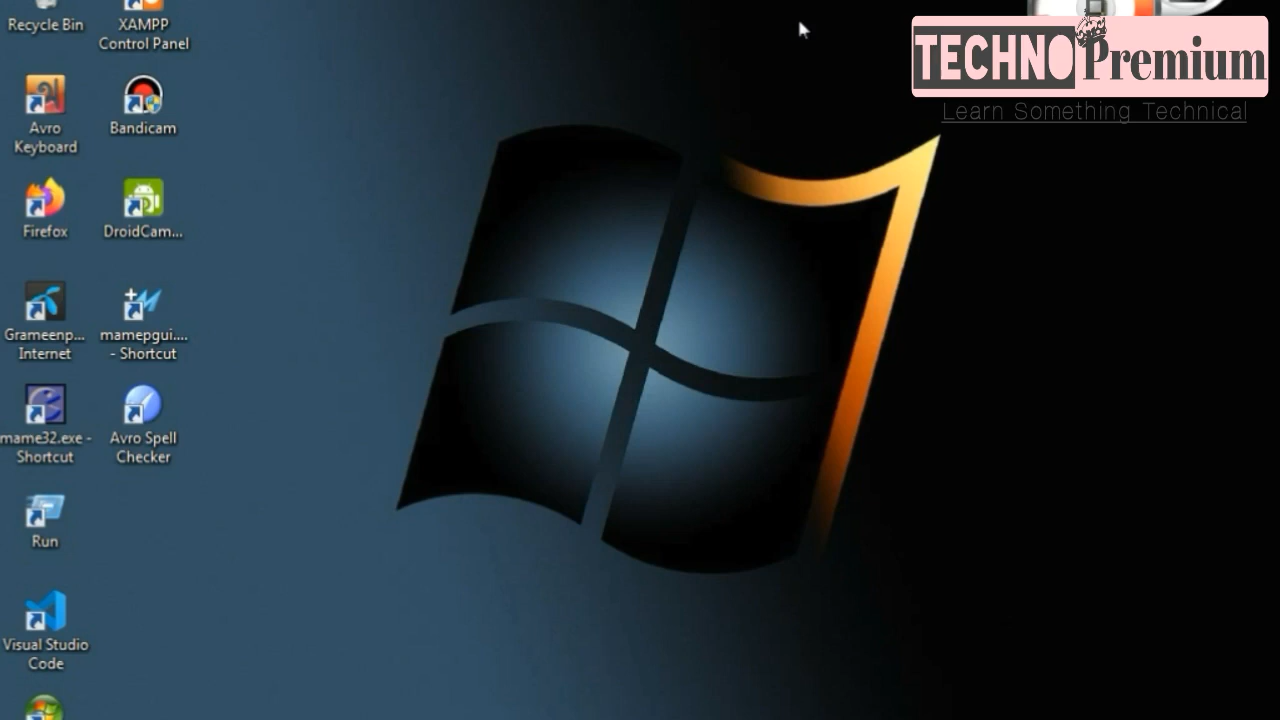 Recycle Bin
XAMPP
Control Panel
Avro
Keyboard
Bandicam
Firefox
DroidCam...
Grameenp...
Internet
mamepgui....
- Shortcut
mame32.exe -
Shortcut
Avro Spell
Checker
Run
Visual Studio
Code
TECHNO Premium
Learn Something Technical